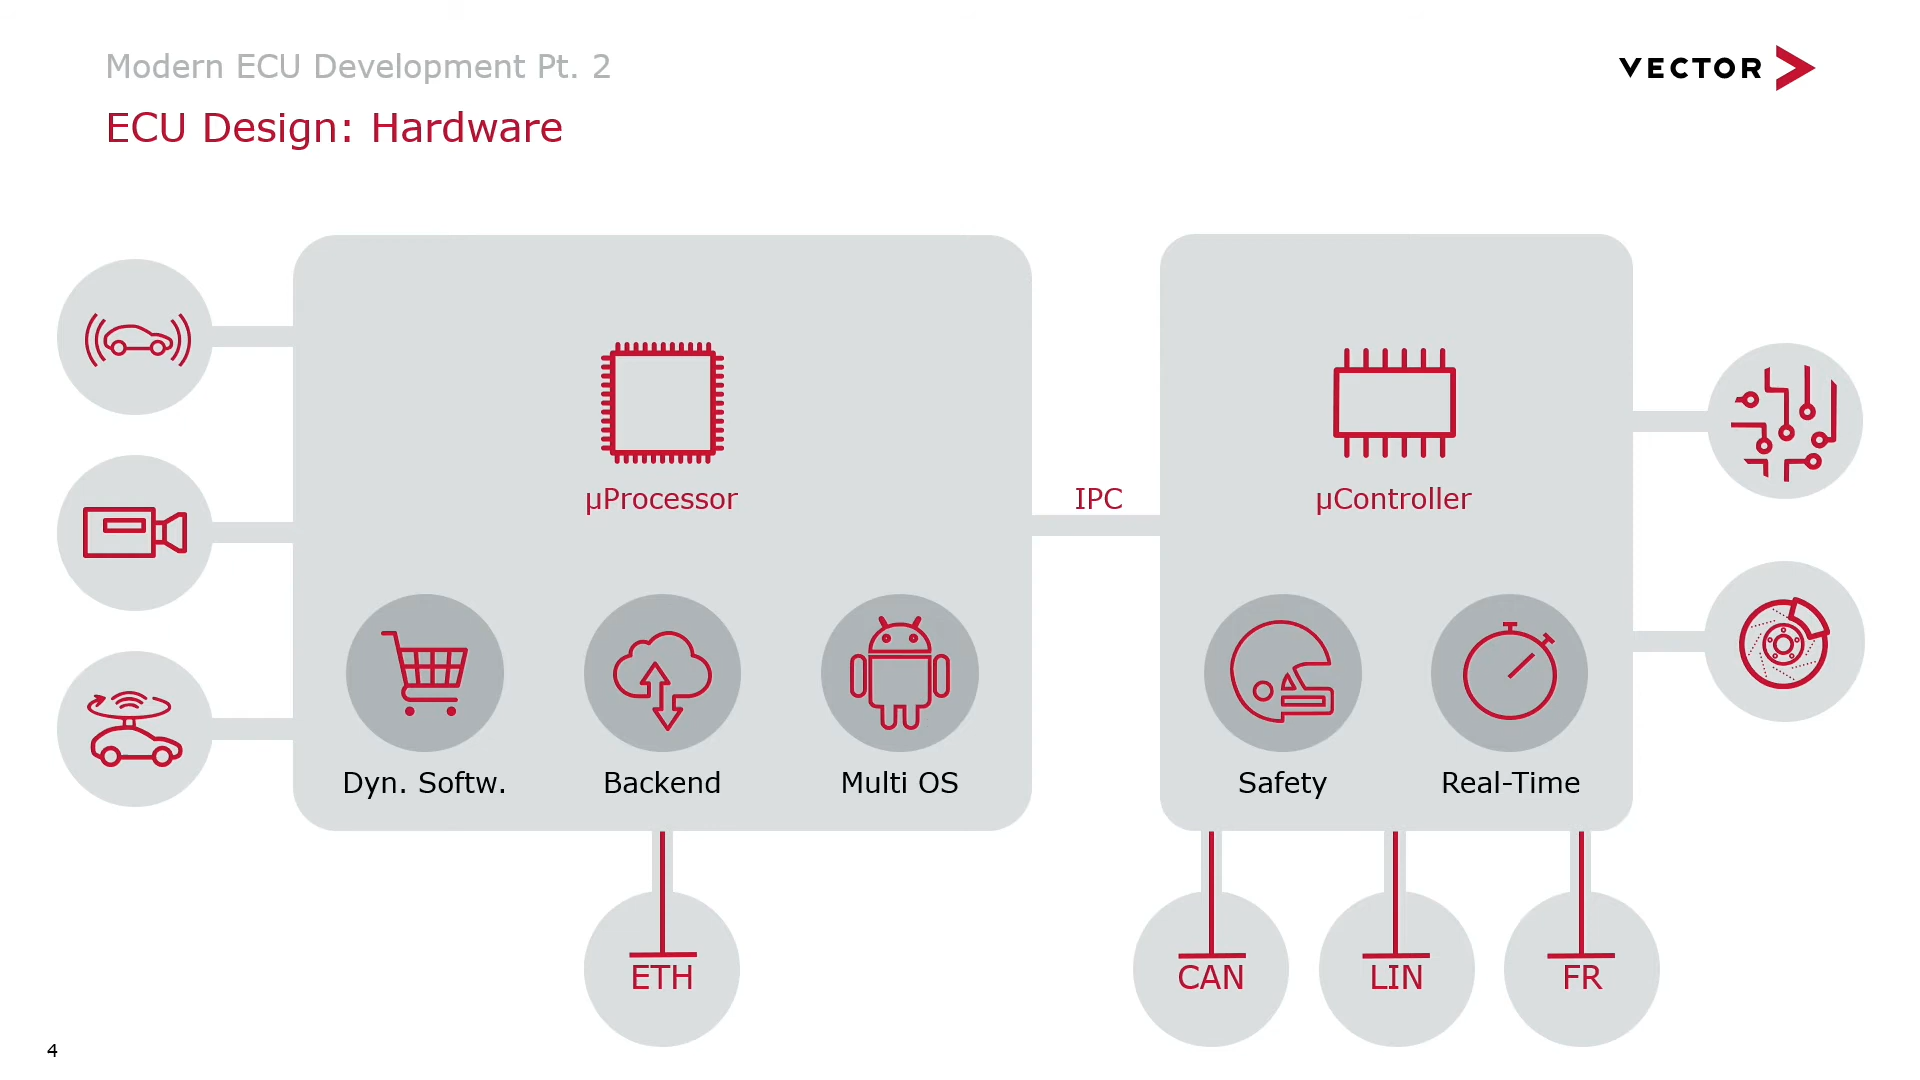 Modern ECU Development Pt. 2
VECTOR
ECU Design: Hardware
µProcessor
IPC
µController
Dyn. Softw.
Backend
Multi OS
Safety
Real-Time
ETH
CAN
LIN
FR
4